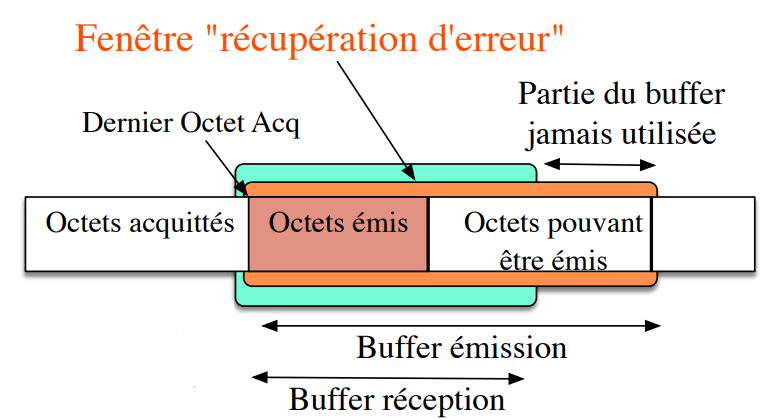 Fenêtre "récupération d'erreur"
Partie du buffer
jamais utilisée
Dernier Octet Acq
Octets acquittés
Octets émis
Octets pouvant
être émis
Buffer émission
Buffer réception